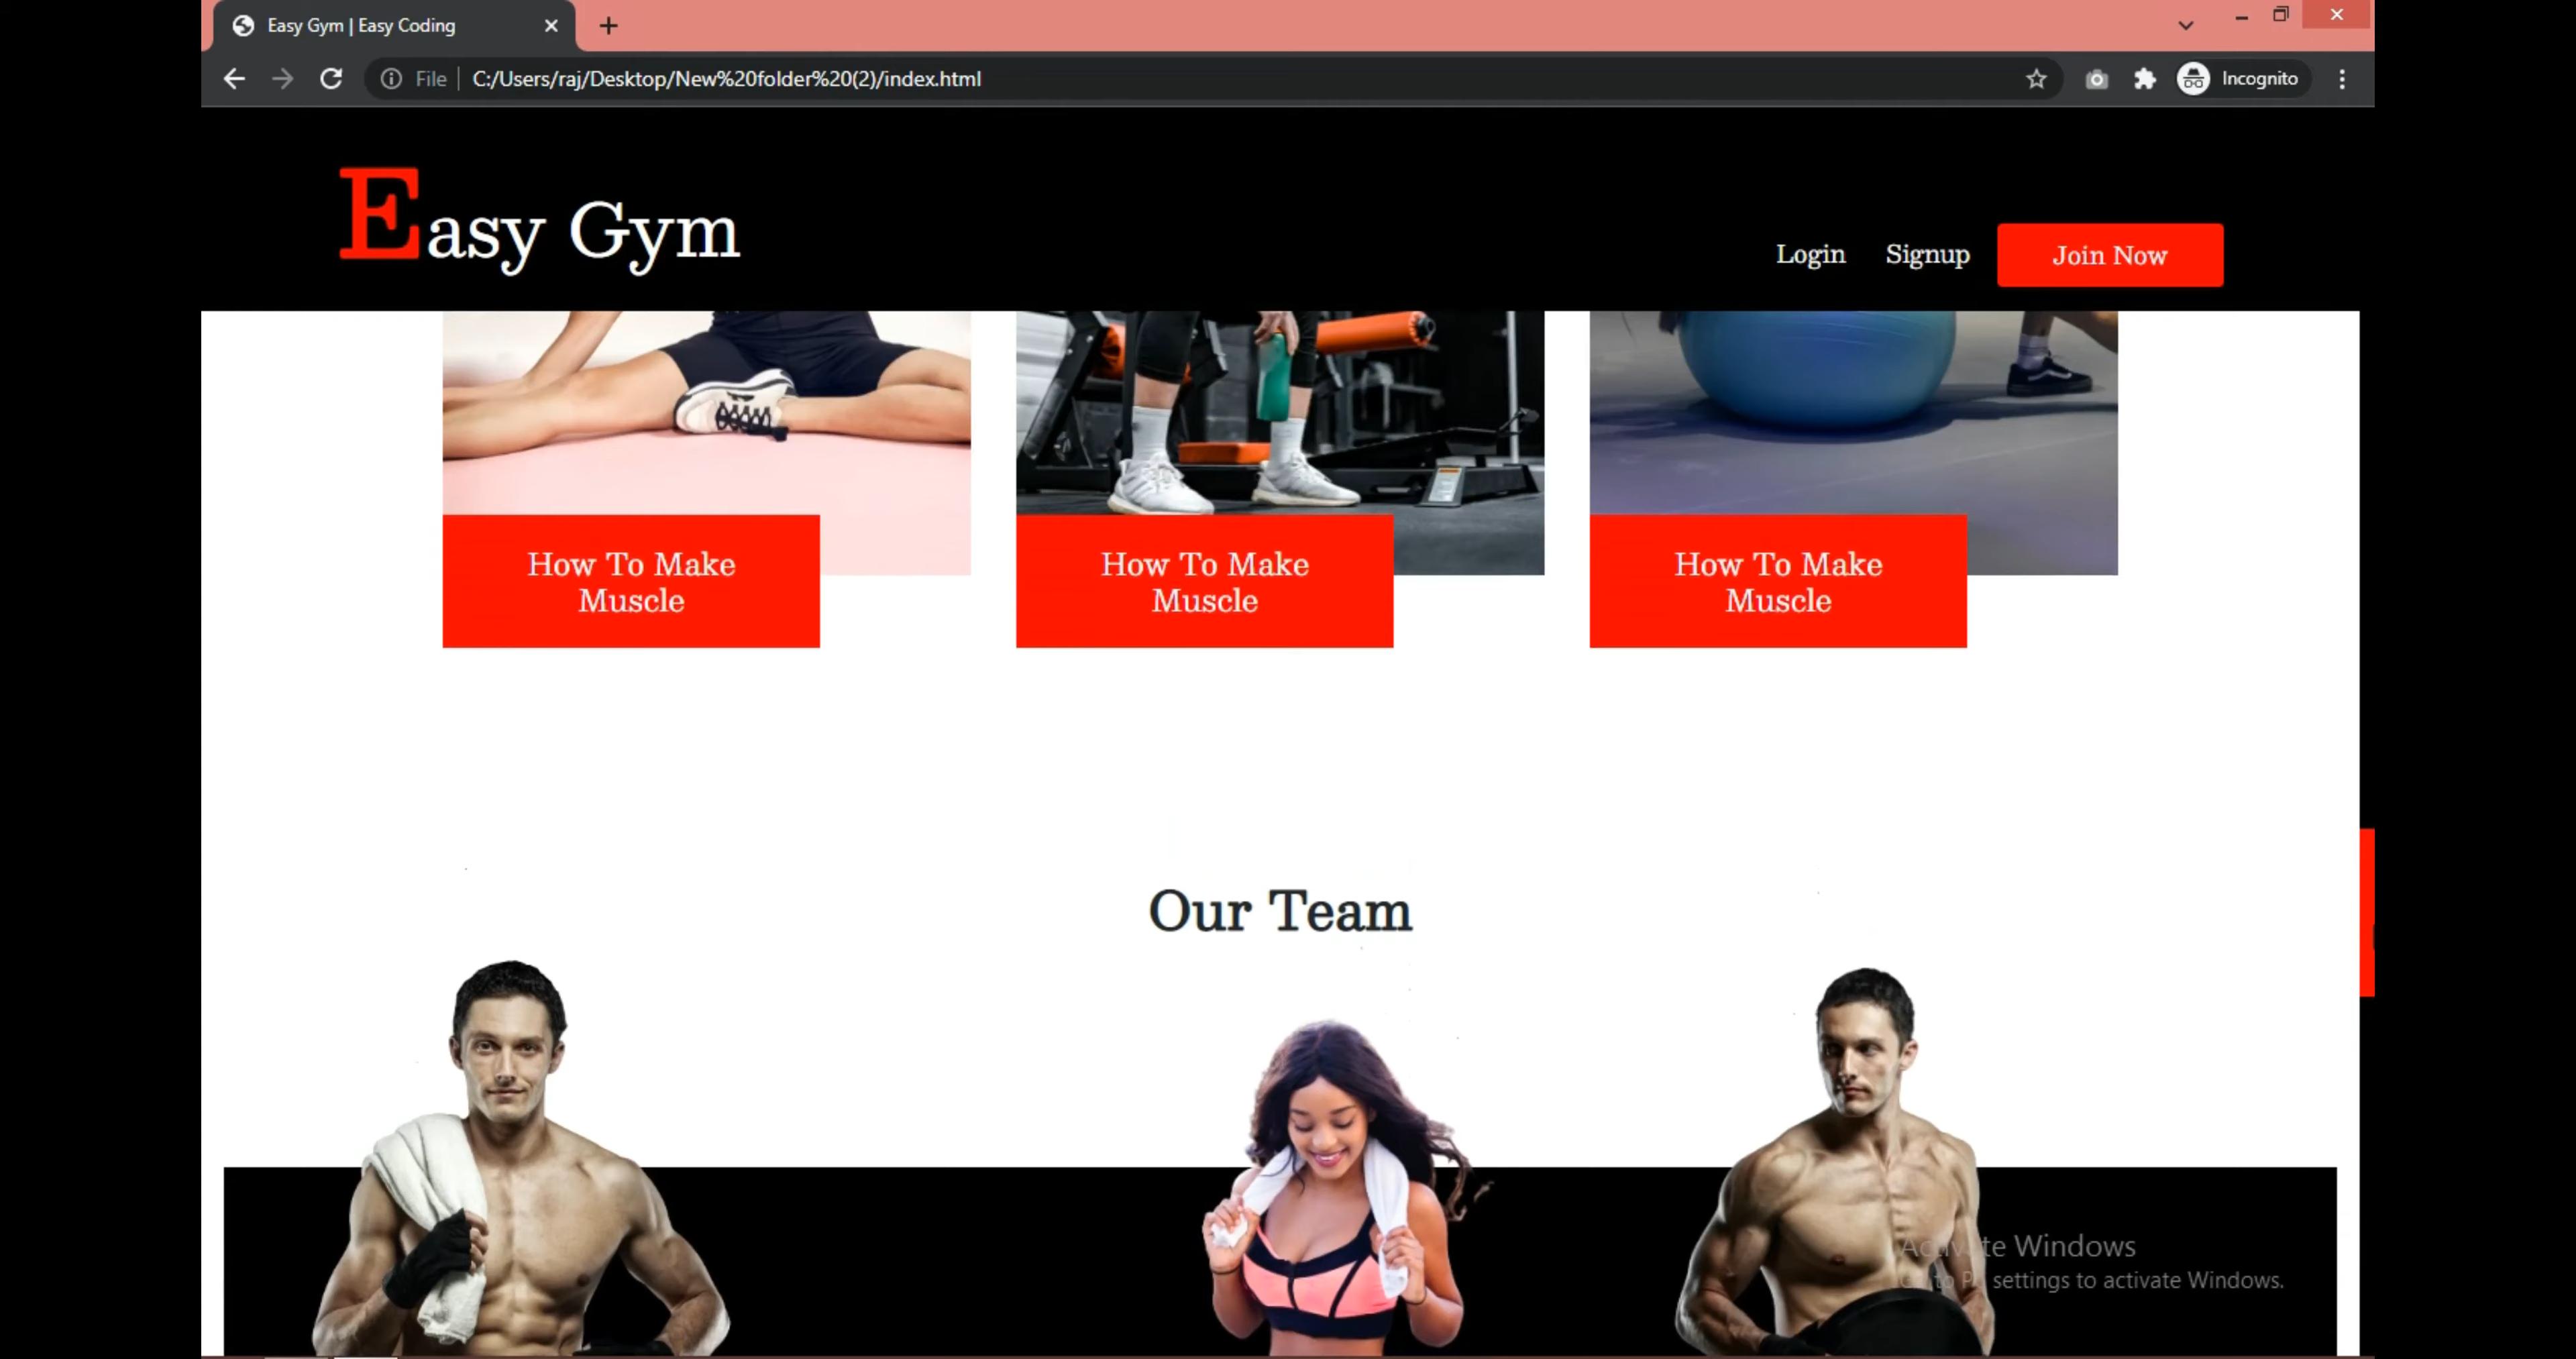 Easy Gym | Easy Coding
File
C:/Users/raj/Desktop/New%20folder%20(2)/index.html
Incognito
Easy Gym
Login Signup Join Now
How To Make
Muscle
How To Make
Muscle
How To Make
Muscle
Our Team
Activate Windows
Go to PC settings to activate Windows.